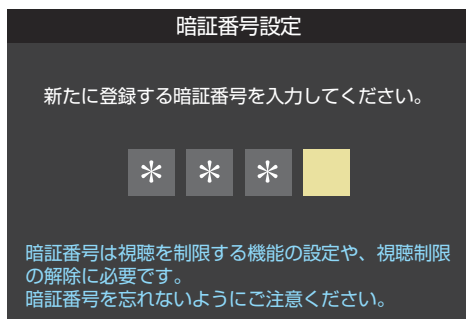 暗証番号設定
新たに登録する暗証番号を入力してください。
* * *
暗証番号は視聴を制限する機能の設定や、視聴制限
の解除に必要です。
暗証番号を忘れないようにご注意ください。